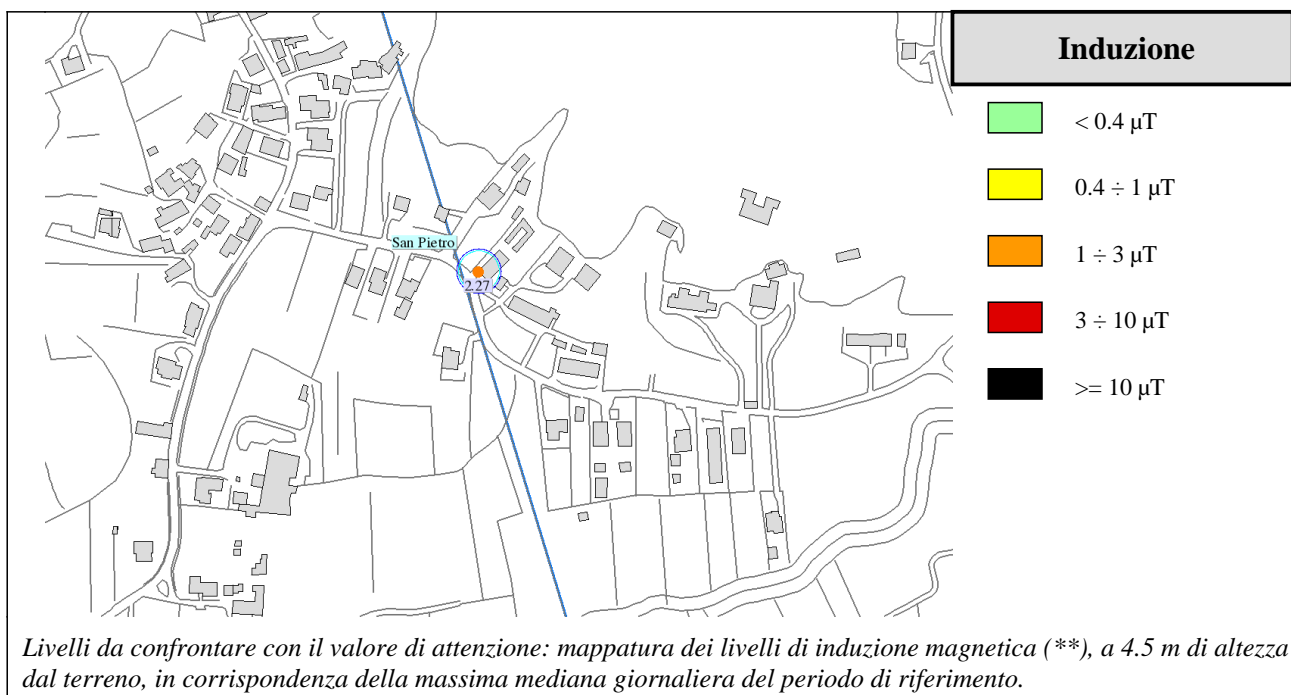 Induzione
< 0.4 µT
0.4 ÷ 1 µT
1 ÷ 3 µT
3 ÷ 10 µT
>= 10 µT
San Pietro
2.27
Livelli da confrontare con il valore di attenzione: mappatura dei livelli di induzione magnetica (**), a 4.5 m di altezza
dal terreno, in corrispondenza della massima mediana giornaliera del periodo di riferimento.